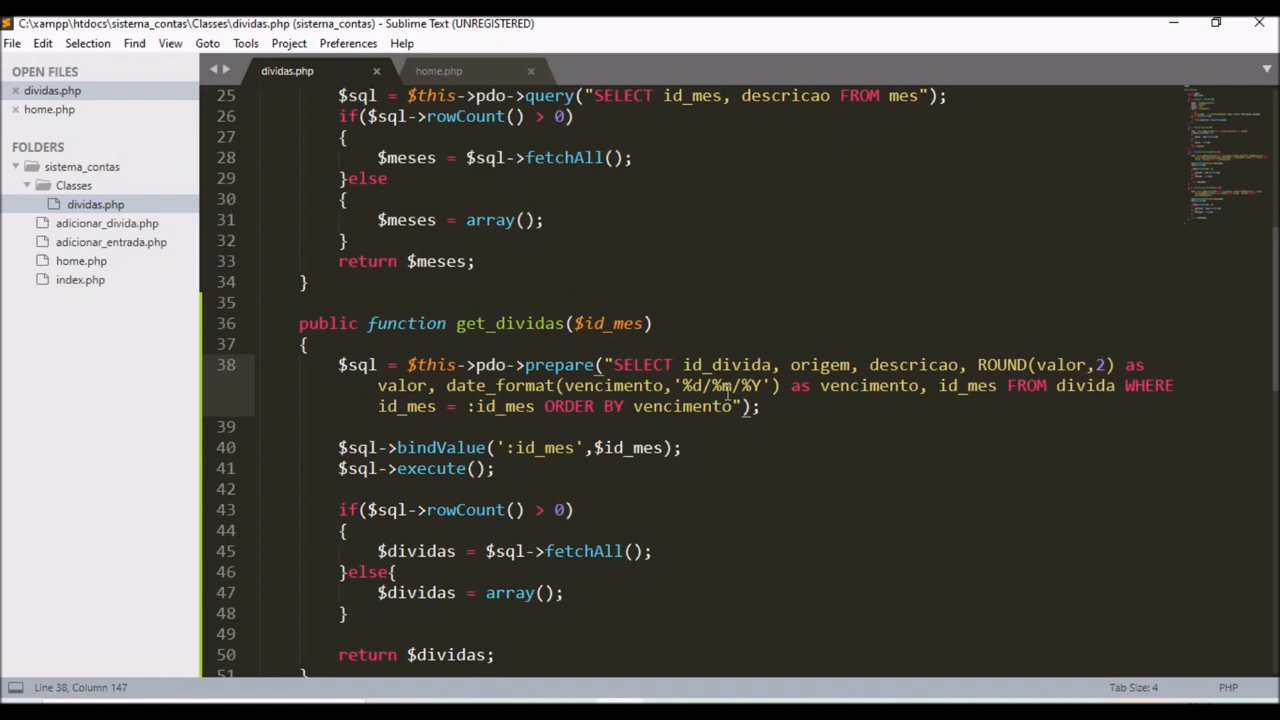 C:\xampp\htdocs\sistema_contas\Classes\dividas.php (sistema_contas) - Sublime Text (UNREGISTERED)
File Edit Selection Find View Goto Tools Project Preferences Help
OPEN FILES
dividas.php
× home.php
FOLDERS
sistema_contas
Classes
dividas.php
adicionar_divida.php
adicionar_entrada.php
home.php
index.php
dividas.php × home.php ×
25 $sql = $this->pdo->query("SELECT id_mes, descricao FROM mes");
26 if($sql->rowCount() > 0)
27 {
28 $meses = $sql->fetchAll();
29 }else
30 {
31 $meses = array();
32 }
33 return $meses;
34 }
35
36 public function get_dividas($id_mes)
37 {
38 $sql = $this->pdo->prepare("SELECT id_divida, origem, descricao, ROUND(valor,2) as
valor, date_format(vencimento,'%d/%m/%Y') as vencimento, id_mes FROM divida WHERE
id_mes = :id_mes ORDER BY vencimento");
39
40 $sql->bindValue(':id_mes',$id_mes);
41 $sql->execute();
42
43 if($sql->rowCount() > 0)
44 {
45 $dividas = $sql->fetchAll();
46 }else{
47 $dividas = array();
48 }
49
50 return $dividas;
51 }
Line 38, Column 147 Tab Size: 4 PHP